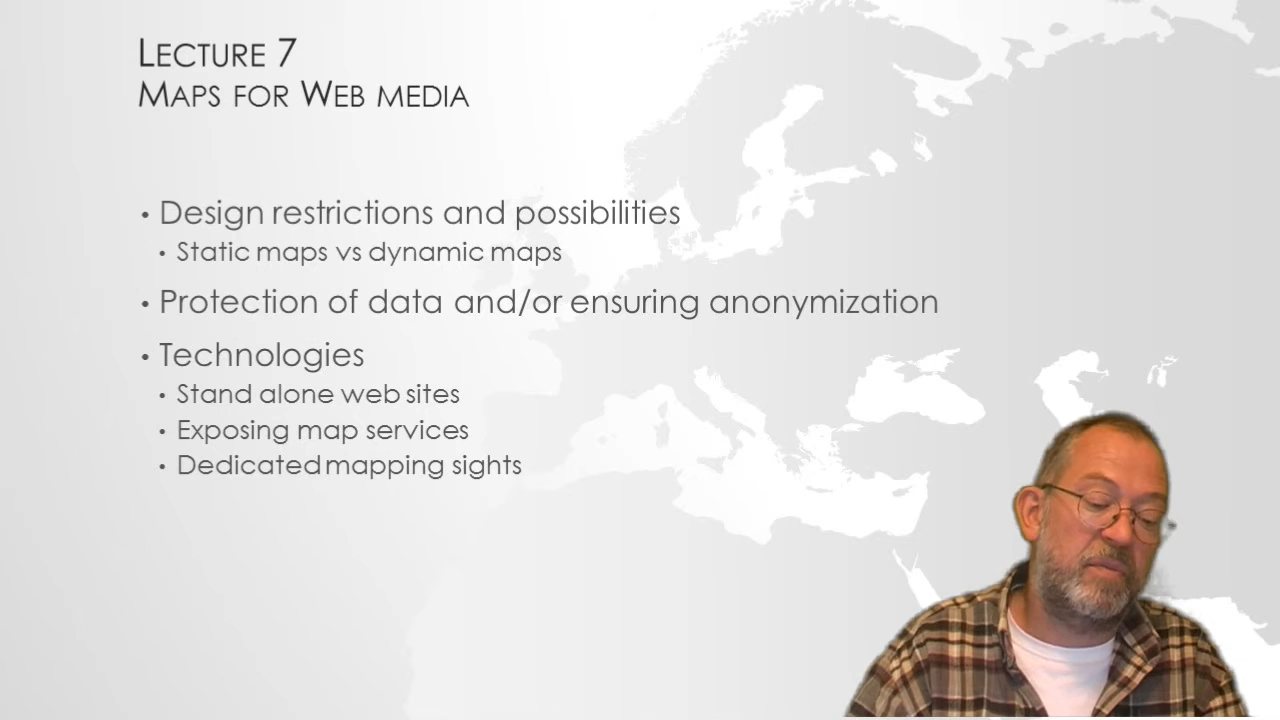 LECTURE 7
MAPS FOR WEB MEDIA
• Design restrictions and possibilities
• Static maps vs dynamic maps
• Protection of data and/or ensuring anonymization
• Technologies
• Stand alone web sites
• Exposing map services
• Dedicated mapping sights